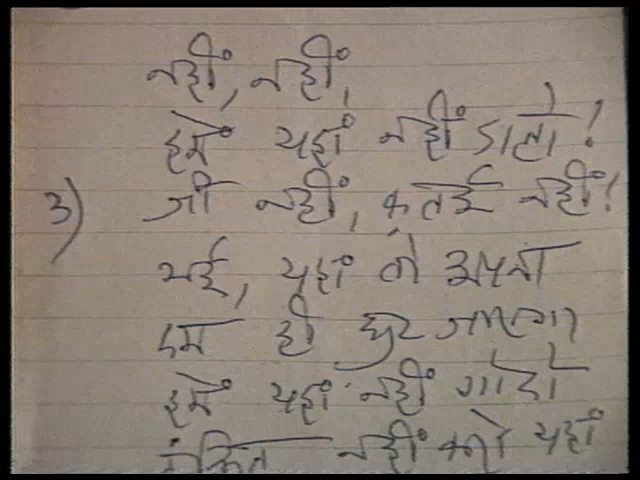 नहीं, नहीं,
हमें यहां नहीं डालो!
3) जी नहीं, कतई नहीं!
भई, यहां तो अपना
दम ही घुट जाएगा
हमें यहां नहीं गाड़ो
अंकित नहीं करो यहां